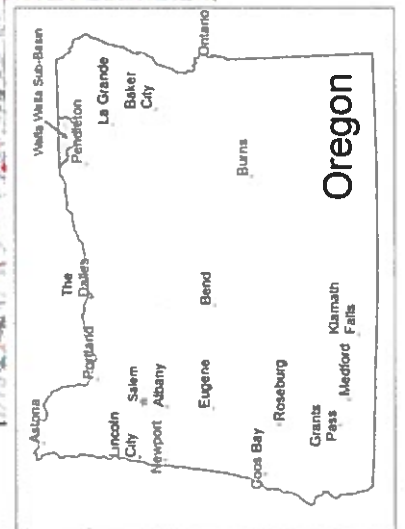 Walla Walla Sub-Basin
Astoria
Portland
The
Dalles
Pendleton
La Grande
Baker
City
Lincoln
City
Salem
Albany
Newport
Eugene
Bend
Ontario
Burns
Coos Bay
Roseburg
Grants
Pass
Medford
Klamath
Falls
Oregon